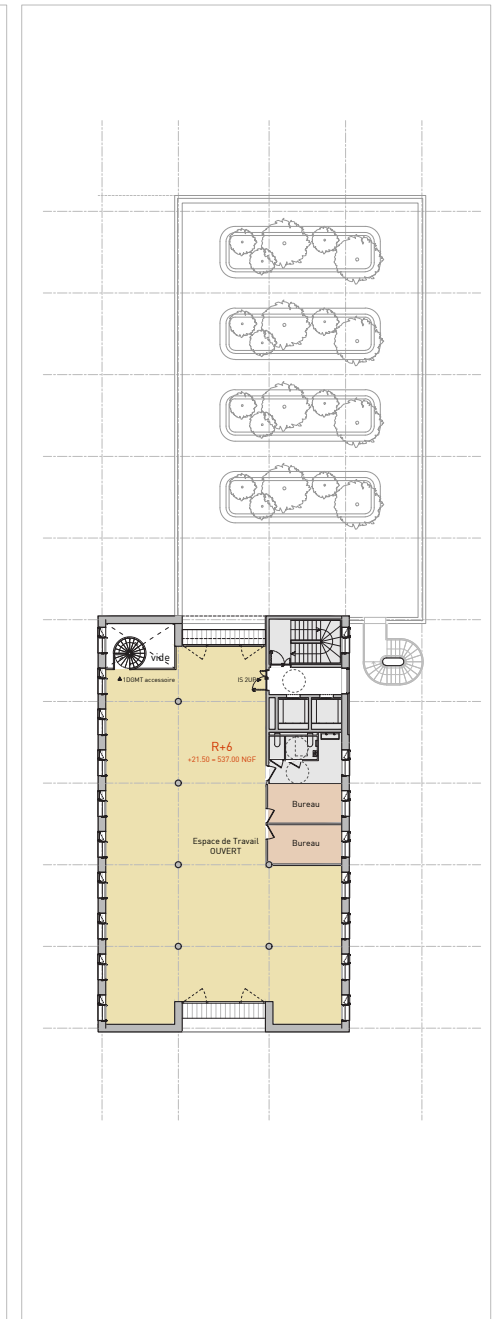 vide
1DGMT accessoire
IS 2UP
R+6
+21.50 = 537.00 NGF
Bureau
Espace de Travail
OUVERT
Bureau